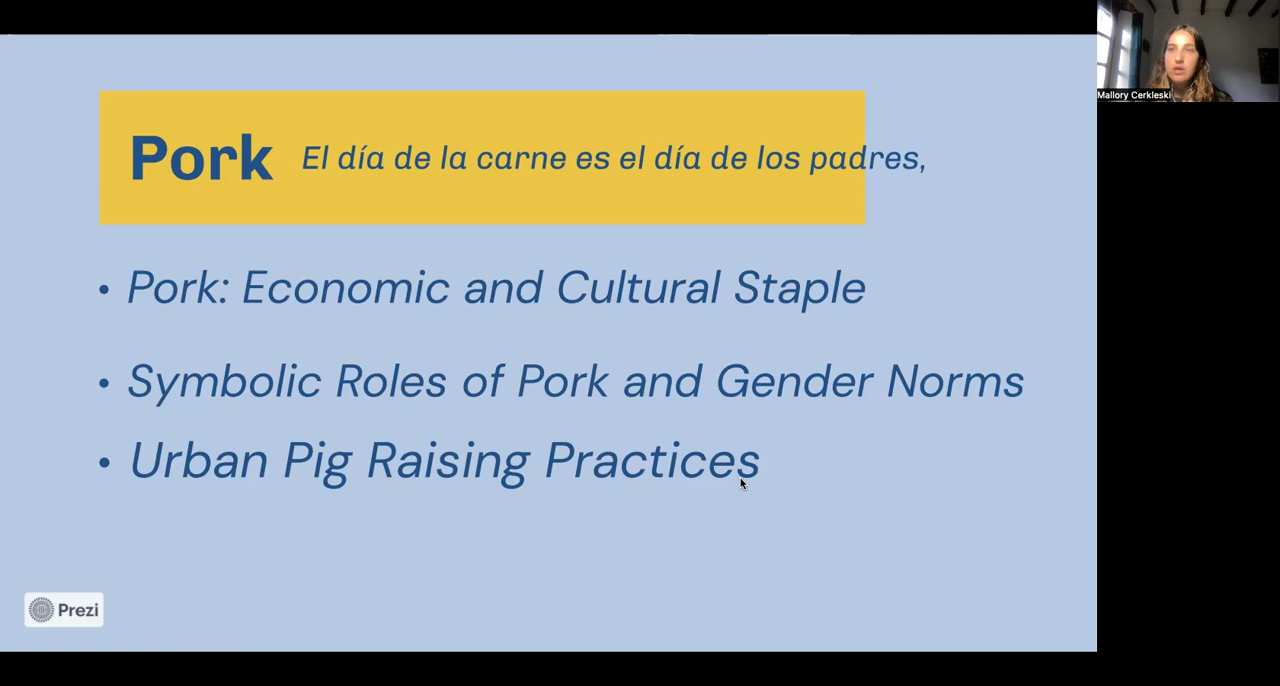 Pork El día de la carne es el día de los padres,
• Pork: Economic and Cultural Staple
• Symbolic Roles of Pork and Gender Norms
• Urban Pig Raising Practices
Prezi
Mallory Cerkleski